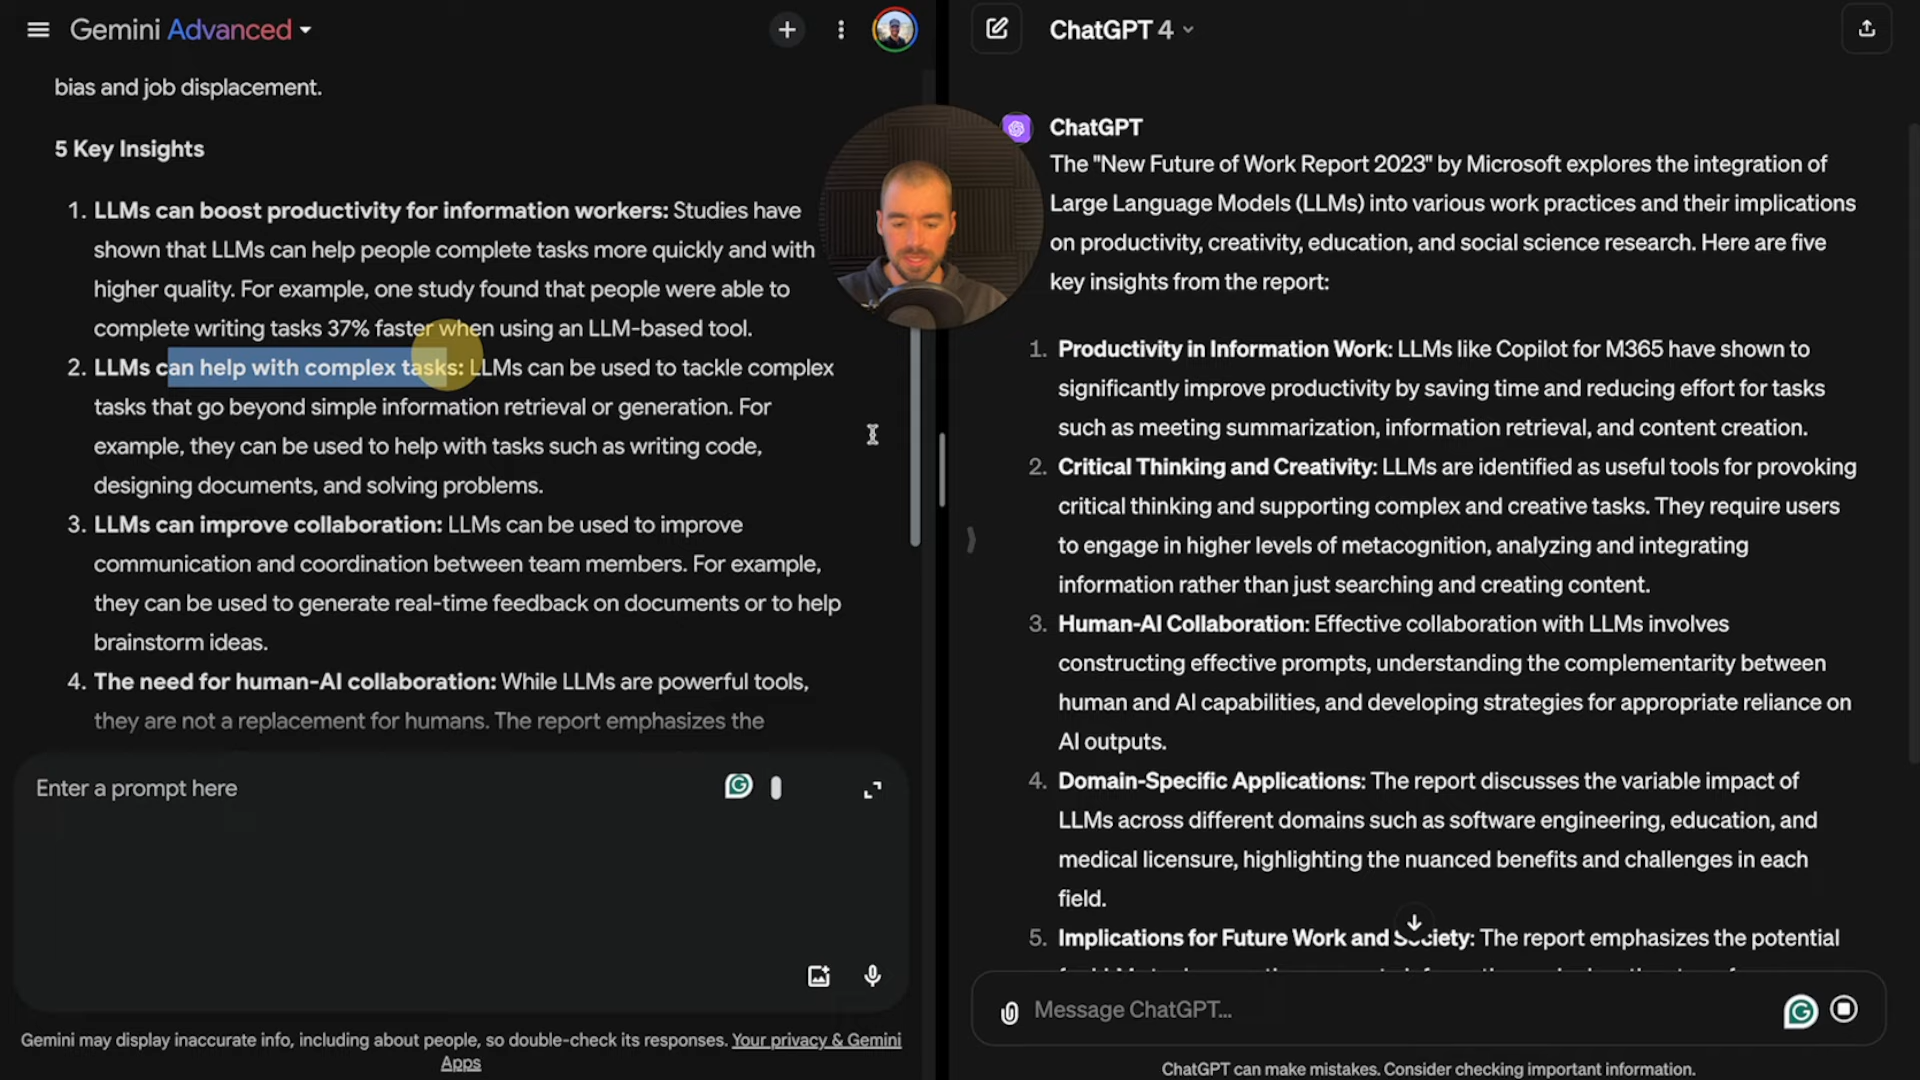 Gemini Advanced
bias and job displacement.
5 Key Insights
1. LLMs can boost productivity for information workers: Studies have
shown that LLMs can help people complete tasks more quickly and with
higher quality. For example, one study found that people were able to
complete writing tasks 37% faster when using an LLM-based tool.
2. LLMs can help with complex tasks: LLMs can be used to tackle complex
tasks that go beyond simple information retrieval or generation. For
example, they can be used to help with tasks such as writing code,
designing documents, and solving problems.
3. LLMs can improve collaboration: LLMs can be used to improve
communication and coordination between team members. For example,
they can be used to generate real-time feedback on documents or to help
brainstorm ideas.
4. The need for human-AI collaboration: While LLMs are powerful tools,
they are not a replacement for humans. The report emphasizes the
Enter a prompt here
Gemini may display inaccurate info, including about people, so double-check its responses. Your privacy & Gemini
Apps
ChatGPT 4
ChatGPT
The "New Future of Work Report 2023" by Microsoft explores the integration of
Large Language Models (LLMs) into various work practices and their implications
on productivity, creativity, education, and social science research. Here are five
key insights from the report:
1. Productivity in Information Work: LLMs like Copilot for M365 have shown to
significantly improve productivity by saving time and reducing effort for tasks
such as meeting summarization, information retrieval, and content creation.
2. Critical Thinking and Creativity: LLMs are identified as useful tools for provoking
critical thinking and supporting complex and creative tasks. They require users
to engage in higher levels of metacognition, analyzing and integrating
information rather than just searching and creating content.
3. Human-AI Collaboration: Effective collaboration with LLMs involves
constructing effective prompts, understanding the complementarity between
human and AI capabilities, and developing strategies for appropriate reliance on
AI outputs.
4. Domain-Specific Applications: The report discusses the variable impact of
LLMs across different domains such as software engineering, education, and
medical licensure, highlighting the nuanced benefits and challenges in each
field.
5. Implications for Future Work and Society: The report emphasizes the potential
Message ChatGPT...
ChatGPT can make mistakes. Consider checking important information.